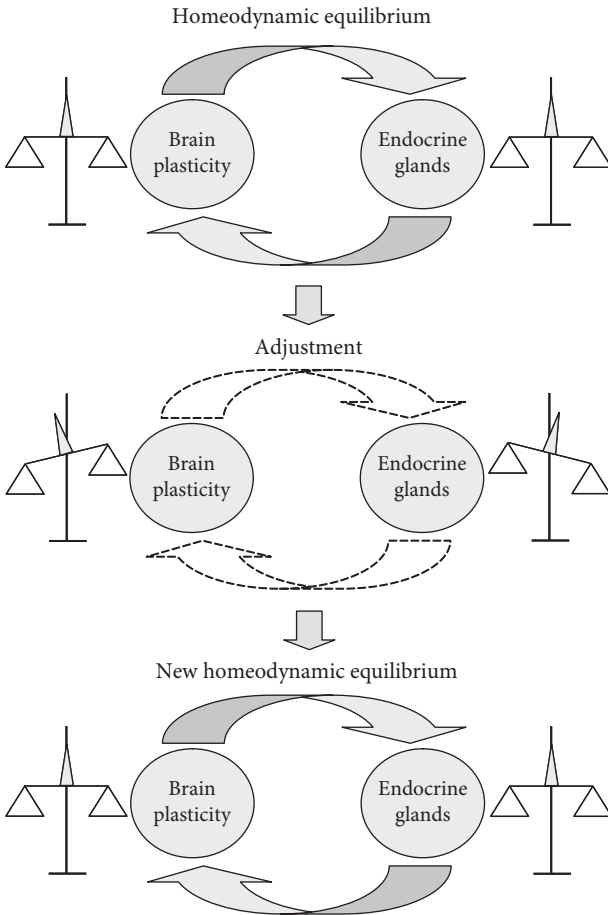 Homeodynamic equilibrium
Brain
plasticity
Endocrine
glands
Adjustment
Brain
plasticity
Endocrine
glands
New homeodynamic equilibrium
Brain
plasticity
Endocrine
glands